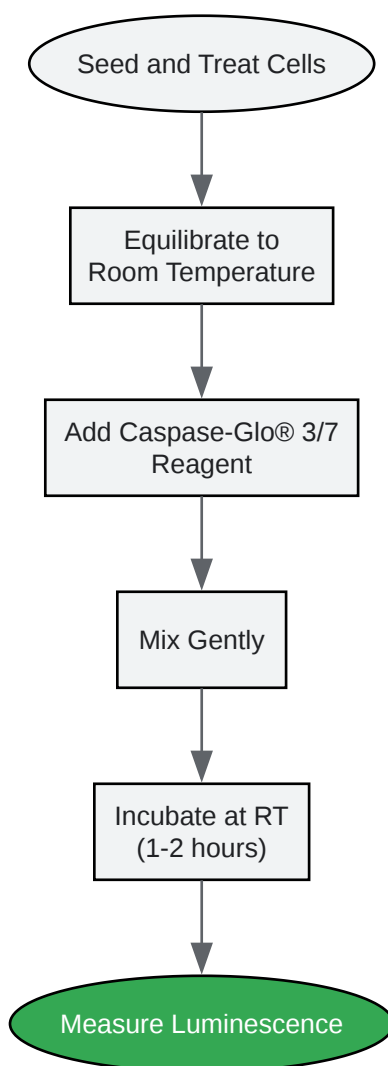 Seed and Treat Cells
Equilibrate to
Room Temperature
Add Caspase-Glo® 3/7
Reagent
Mix Gently
Incubate at RT
(1-2 hours)
Measure Luminescence